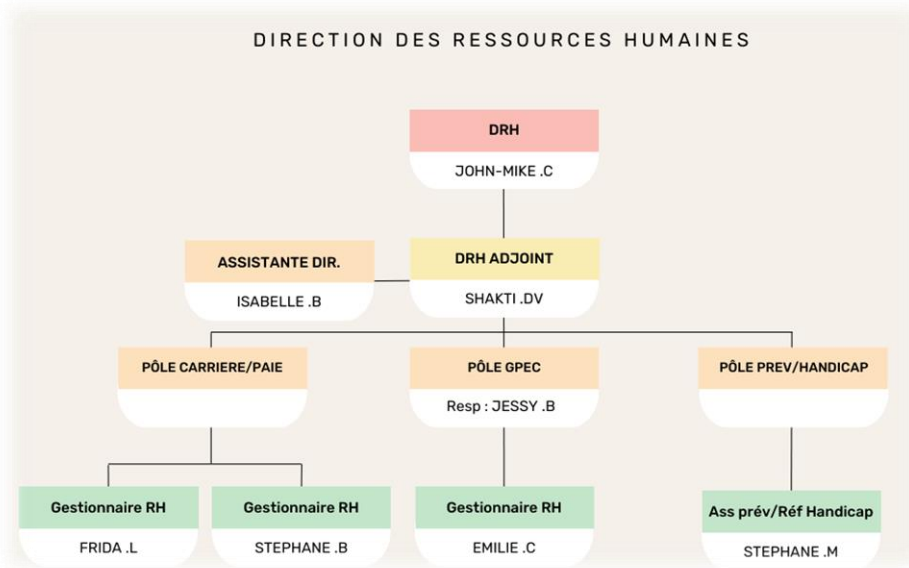 DIRECTION DES RESSOURCES HUMAINES
DRH
JOHN-MIKE .C
ASSISTANTE DIR.
ISABELLE .B
DRH ADJOINT
SHAKTI .DV
PÔLE CARRIERE/PAIE
PÔLE GPEC
Resp : JESSY .B
PÔLE PREV/HANDICAP
Gestionnaire RH
FRIDA .L
Gestionnaire RH
STEPHANE .B
Gestionnaire RH
EMILIE .C
Ass prév/Réf Handicap
STEPHANE .M